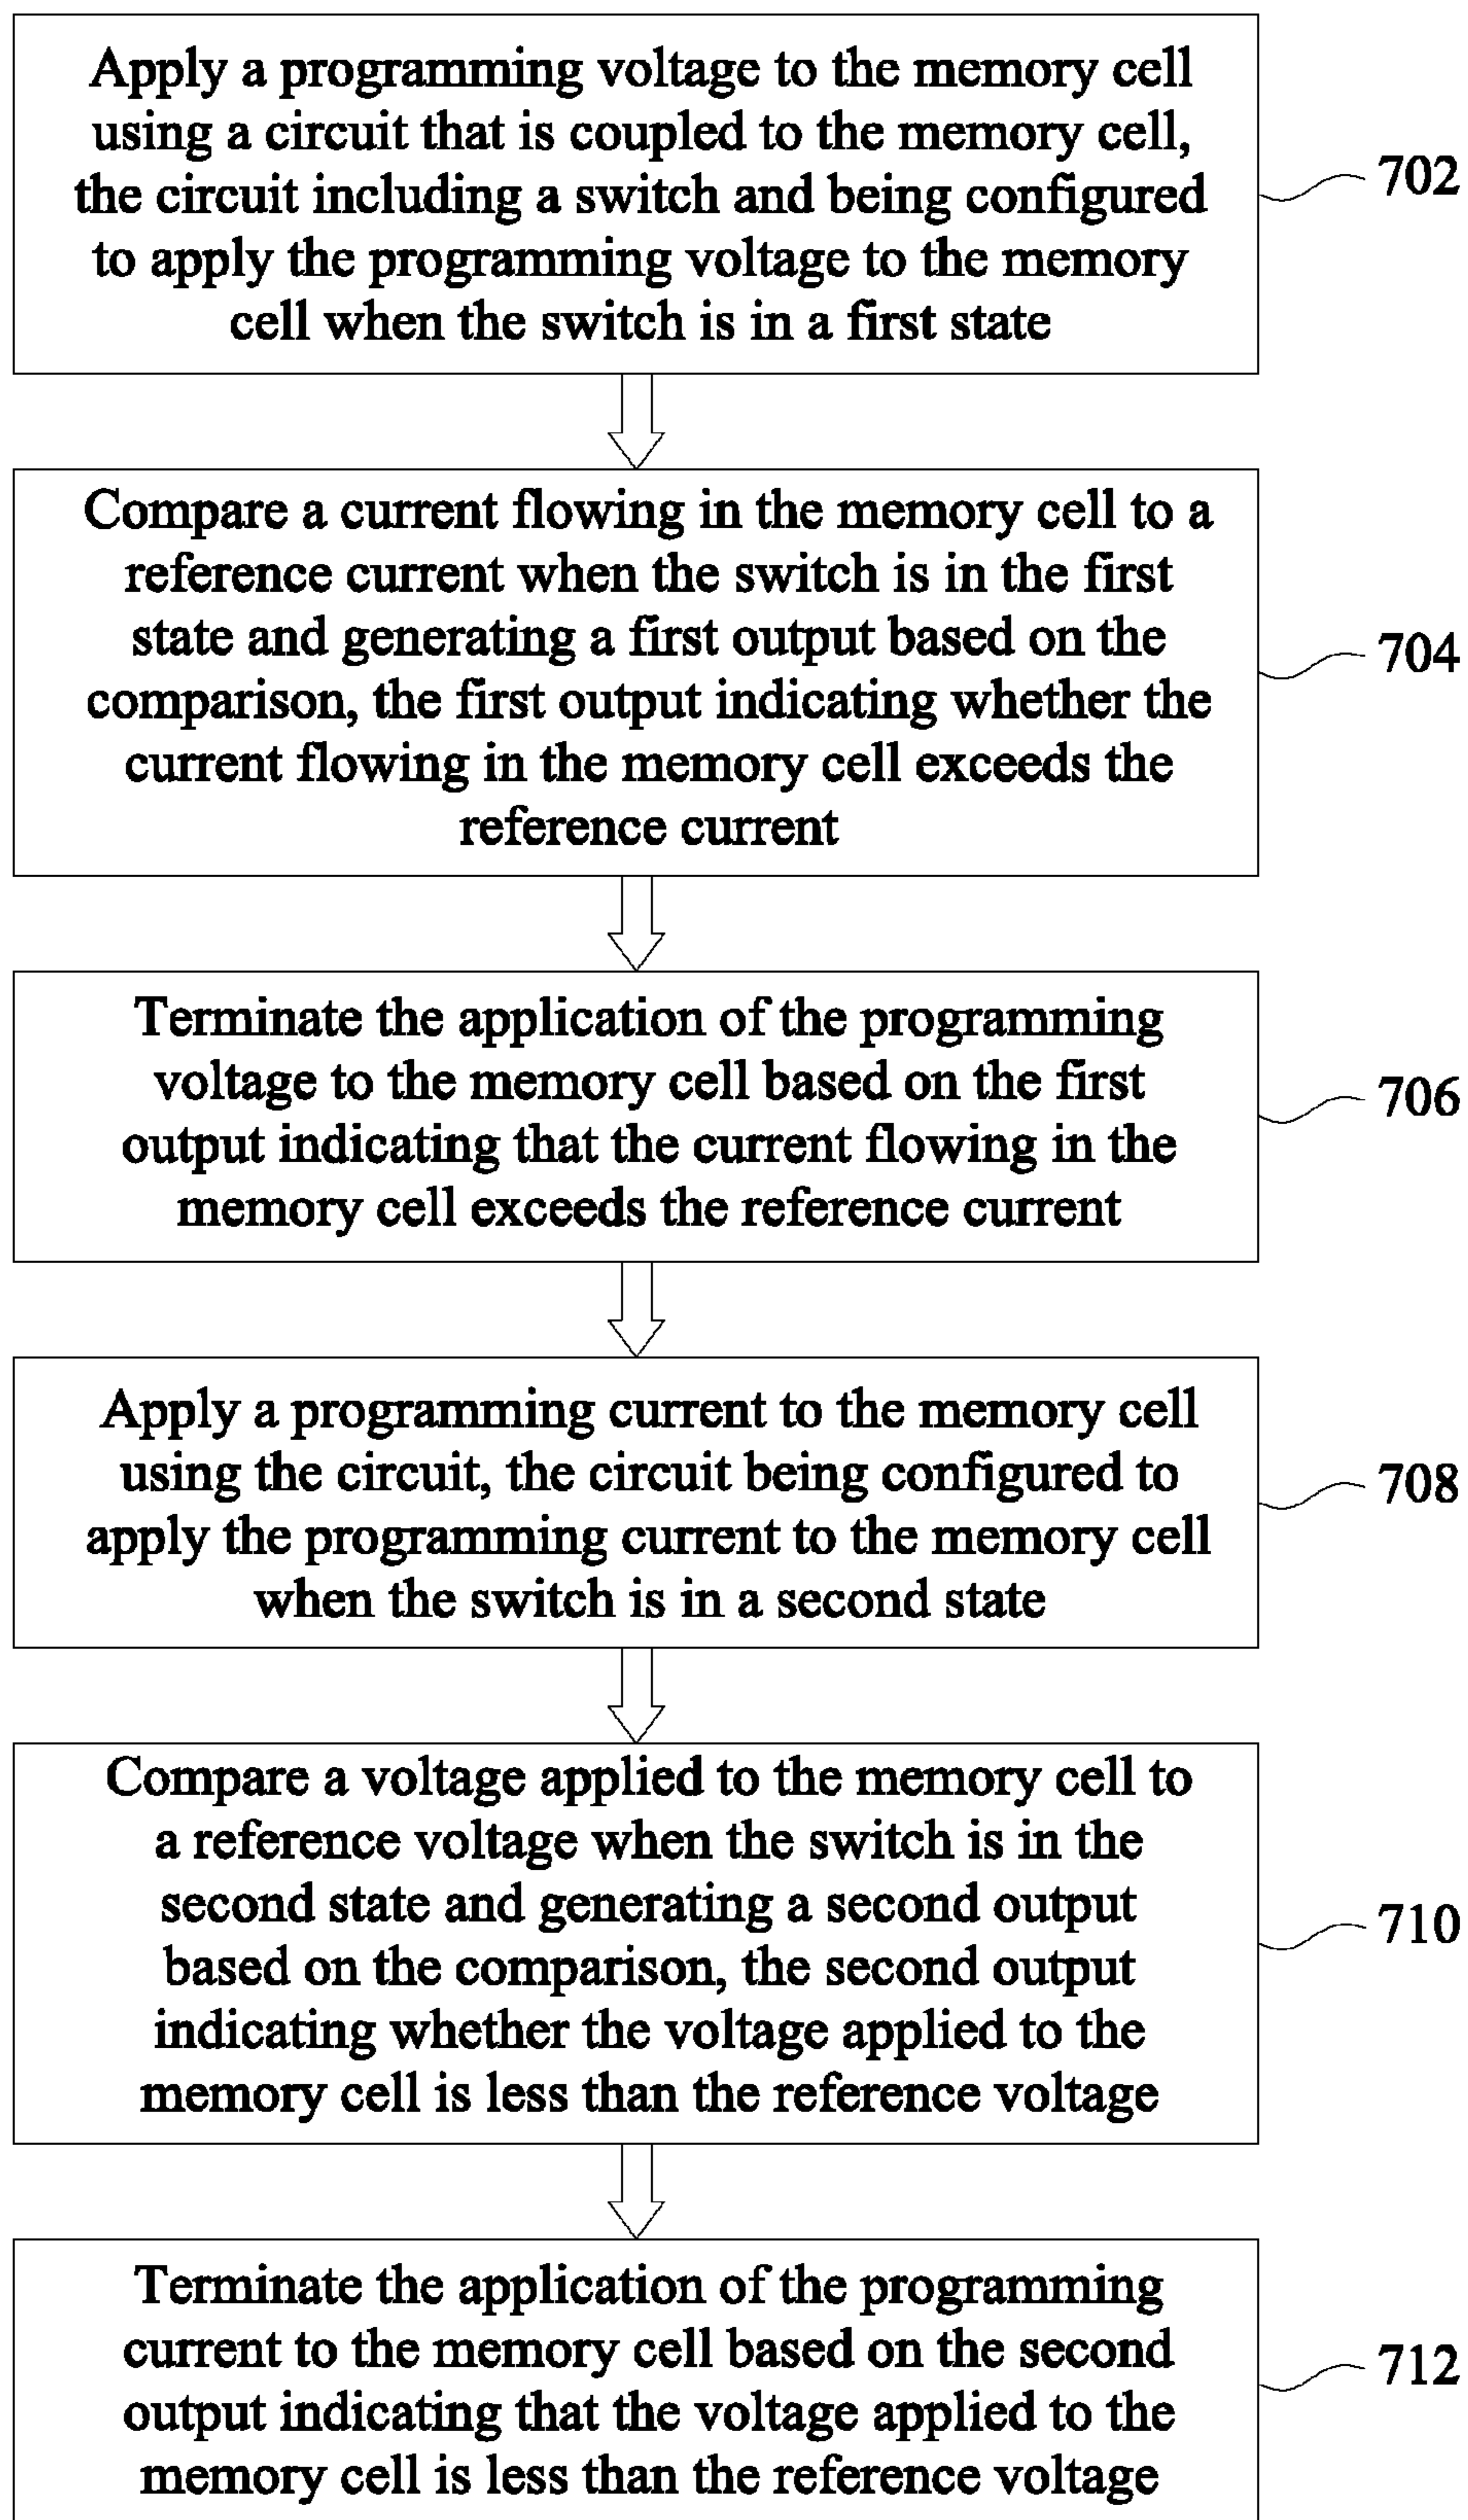 Apply a programming voltage to the memory cell
using a circuit that is coupled to the memory cell,
the circuit including a switch and being configured
to apply the programming voltage to the memory
cell when the switch is in a first state
702
Compare a current flowing in the memory cell to a
reference current when the switch is in the first
state and generating a first output based on the
comparison, the first output indicating whether the
current flowing in the memory cell exceeds the
reference current
704
Terminate the application of the programming
voltage to the memory cell based on the first
output indicating that the current flowing in the
memory cell exceeds the reference current
706
Apply a programming current to the memory cell
using the circuit, the circuit being configured to
apply the programming current to the memory cell
when the switch is in a second state
708
Compare a voltage applied to the memory cell to
a reference voltage when the switch is in the
second state and generating a second output
based on the comparison, the second output
indicating whether the voltage applied to the
memory cell is less than the reference voltage
710
Terminate the application of the programming
current to the memory cell based on the second
output indicating that the voltage applied to the
memory cell is less than the reference voltage
712